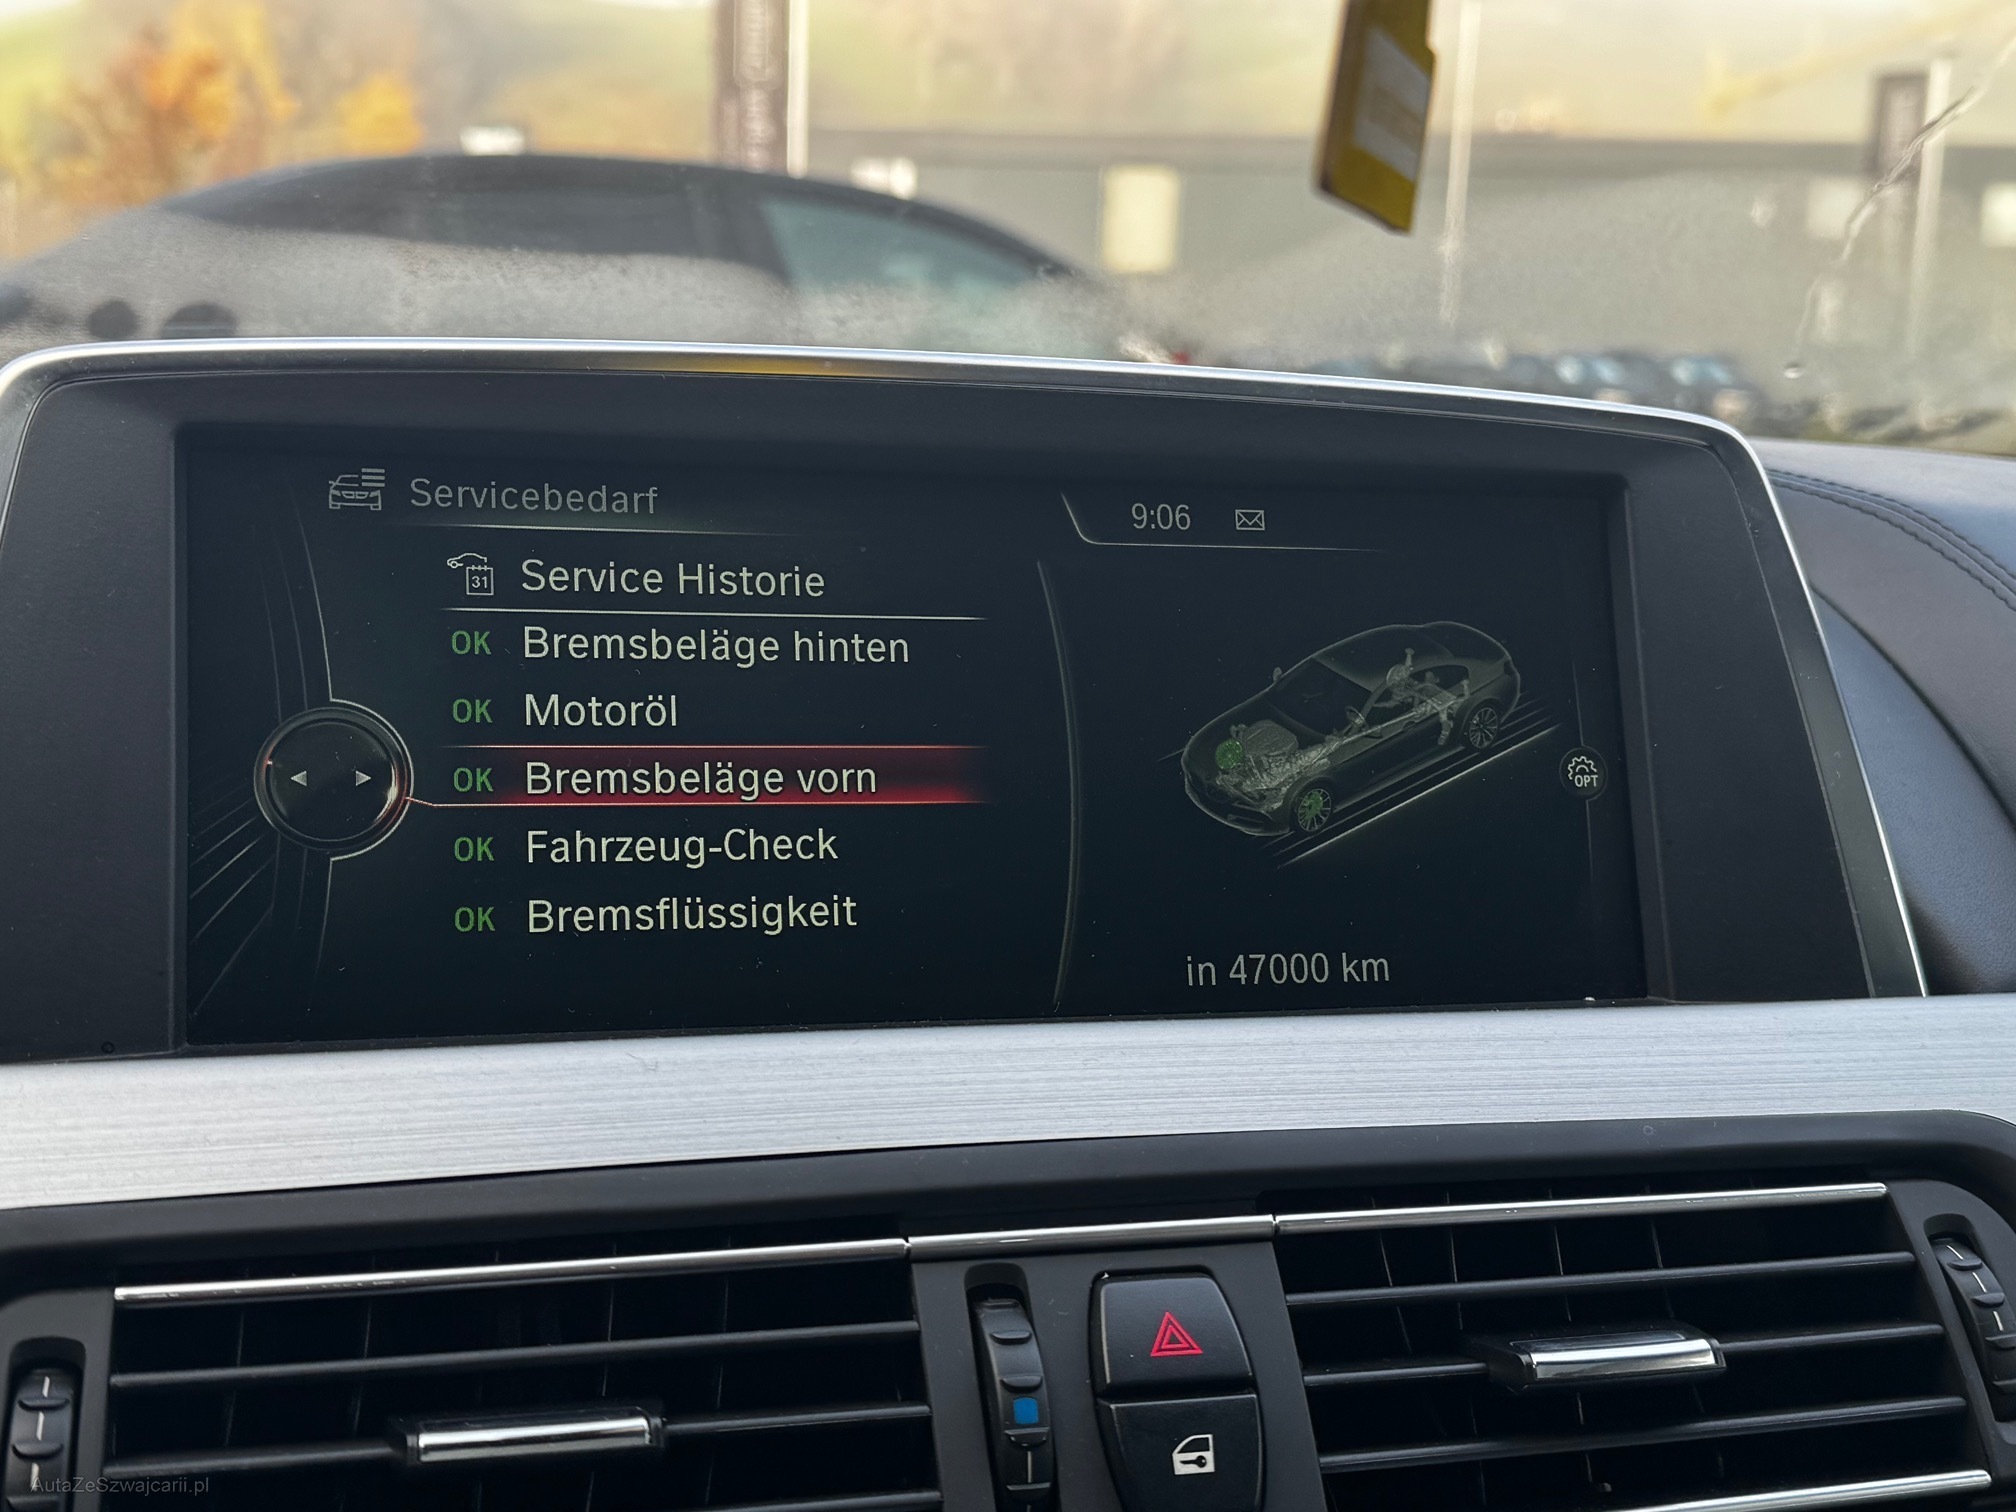 Servicebedarf
9:06
31
Service Historie
OK Bremsbeläge hinten
OK Motoröl
OK Bremsbeläge vorn
OK Fahrzeug-Check
OK Bremsflüssigkeit
OPT
in 47000 km
AutaZeSzwajcarii.pl